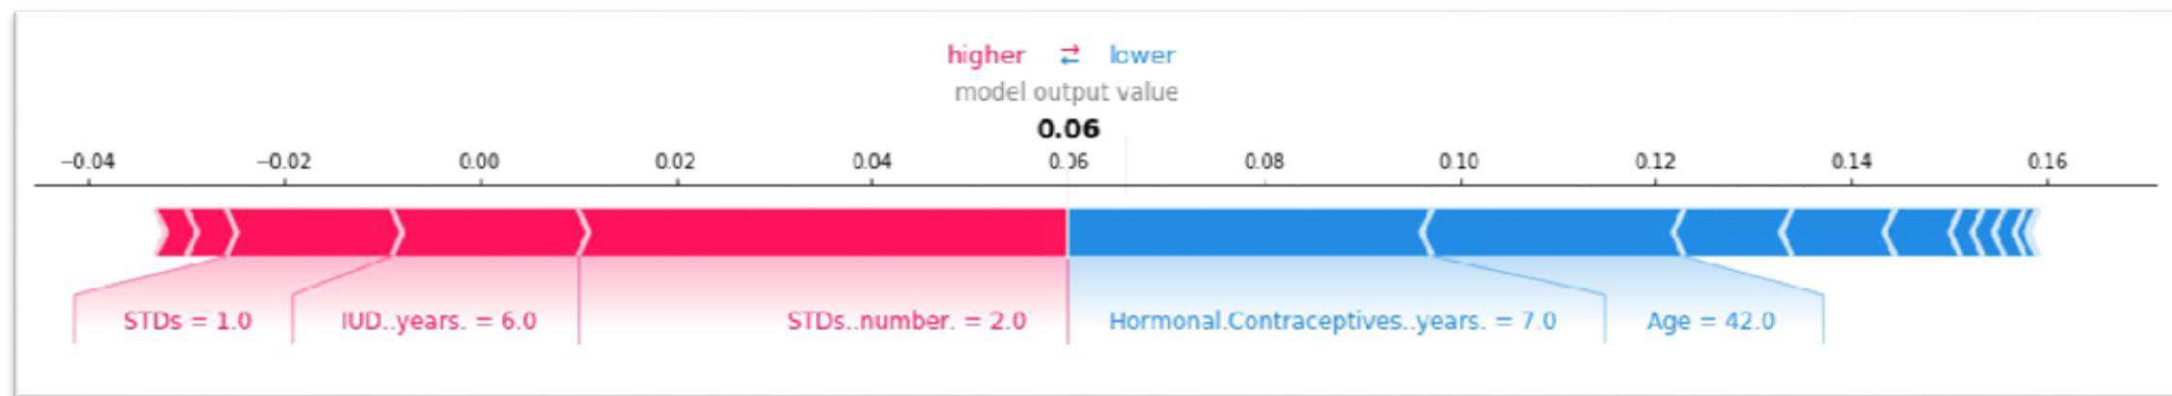 higher ⇄ lower
model output value
0.06
−0.04 −0.02 0.00 0.02 0.04 0.06 0.08 0.10 0.12 0.14 0.16
STDs = 1.0 IUD..years. = 6.0 STDs..number. = 2.0 Hormonal.Contraceptives..years. = 7.0 Age = 42.0